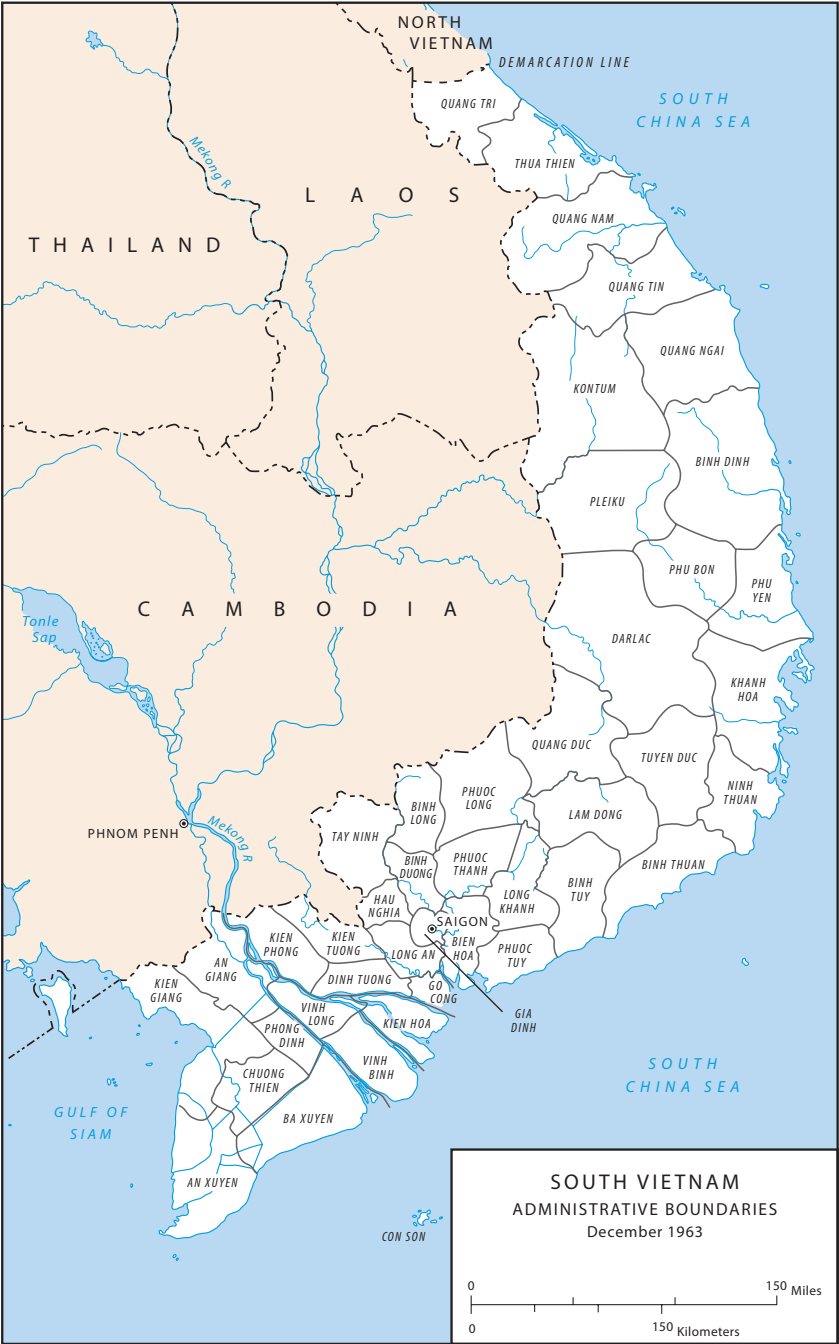 NORTH
VIETNAM
DEMARCATION LINE
SOUTH
CHINA SEA
QUANG TRI
THUA THIEN
Mekong R
LAOS
THAILAND
QUANG NAM
QUANG TIN
QUANG NGAI
KONTUM
BINH DINH
PLEIKU
PHU BON
PHU
YEN
CAMBODIA
Tonle
Sap
DARLAC
KHANH
HOA
QUANG DUC
TUYEN DUC
NINH
THUAN
PHUOC
LONG
BINH
LONG
LAM DONG
PHNOM PENH
Mekong R
TAY NINH
BINH
DUONG
PHUOC
THANH
BINH THUAN
BINH
TUY
LONG
KHANH
HAU
NGHIA
SAIGON
BIEN
HOA
PHUOC
TUY
KIEN
PHONG
KIEN
TUONG
LONG AN
AN
GIANG
DINH TUONG
GO
CONG
KIEN
GIANG
VINH
LONG
KIEN HOA
GIA
DINH
PHONG
DINH
VINH
BINH
CHUONG
THIEN
BA XUYEN
SOUTH
CHINA SEA
GULF OF
SIAM
AN XUYEN
CON SON
SOUTH VIETNAM
ADMINISTRATIVE BOUNDARIES
December 1963
0 150 Miles
0 150 Kilometers